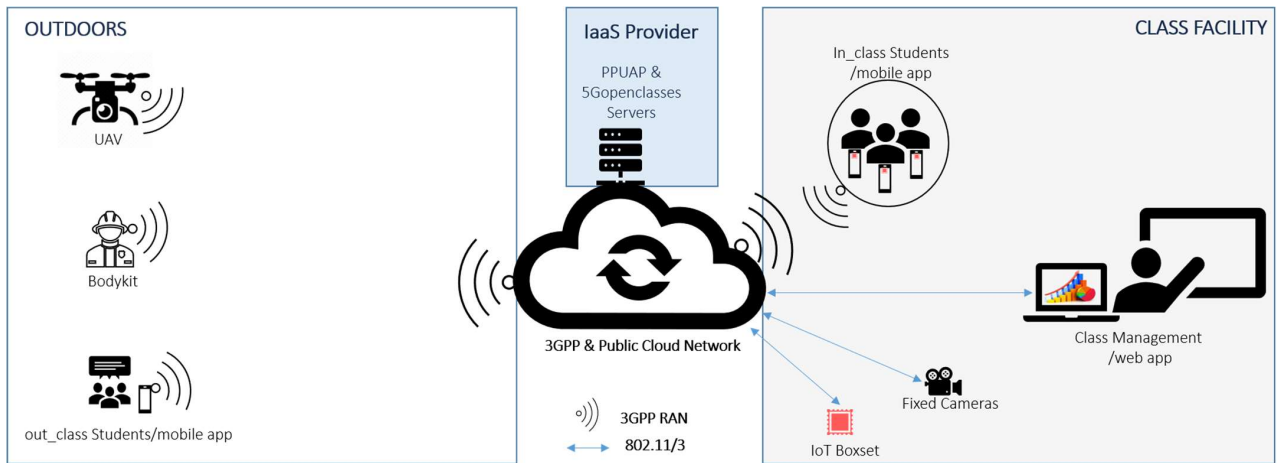 OUTDOORS
UAV
Bodykit
out_class Students/mobile app
IaaS Provider
PPUAP &
5Gopenclasses
Servers
3GPP & Public Cloud Network
3GPP RAN
802.11/3
CLASS FACILITY
In_class Students
/mobile app
Class Management
/web app
Fixed Cameras
IoT Boxset